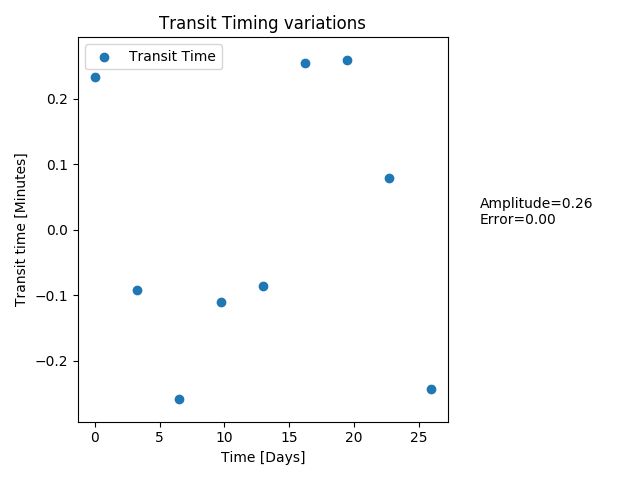 Transit Timing variations
Transit Time
Transit time [Minutes]
0.2
0.1
0.0
−0.1
−0.2
0
5
10
15
20
25
Time [Days]
Amplitude=0.26
Error=0.00